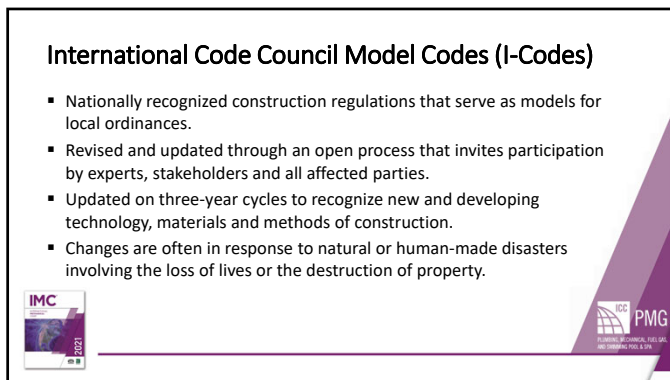 International Code Council Model Codes (I-Codes)
▪ Nationally recognized construction regulations that serve as models for
local ordinances.
▪ Revised and updated through an open process that invites participation
by experts, stakeholders and all affected parties.
▪ Updated on three-year cycles to recognize new and developing
technology, materials and methods of construction.
▪ Changes are often in response to natural or human-made disasters
involving the loss of lives or the destruction of property.
IMC
2021
ICC
PMG
PLUMBING, MECHANICAL, FUEL GAS,
AND SWIMMING POOL & SPA